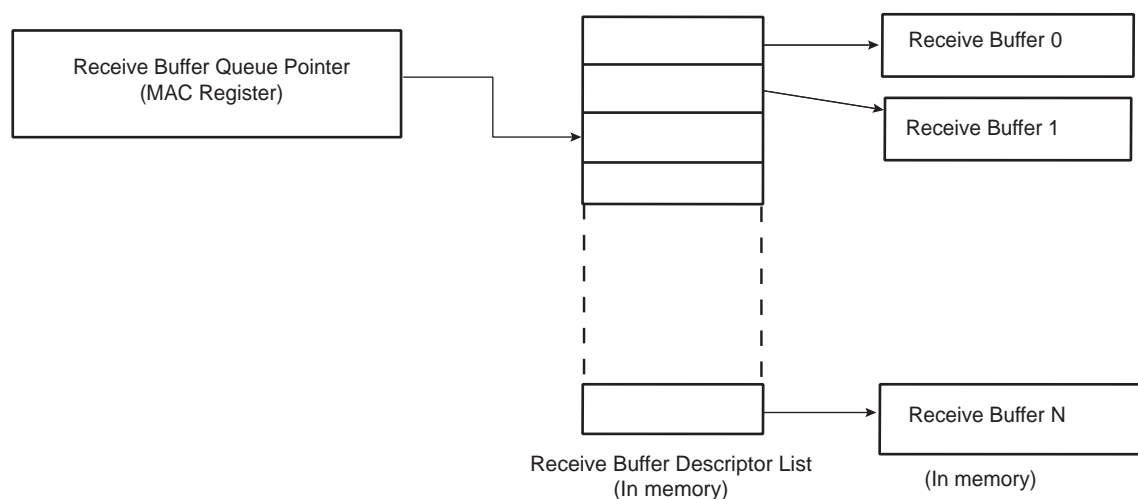 Receive Buffer Queue Pointer
(MAC Register)
Receive Buffer 0
Receive Buffer 1
Receive Buffer N
Receive Buffer Descriptor List
(In memory)
(In memory)